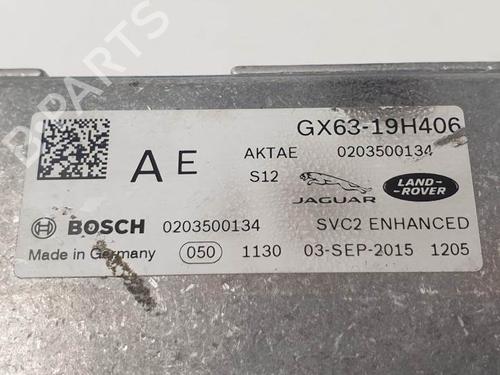 GX63-19H406
A E
AKTAE 0203500134
S12
JAGUAR
LAND-
ROVER
BOSCH 0203500134
SVC2 ENHANCED
Made in Germany 050 1130 03-SEP-2015 1205
B-PARTS